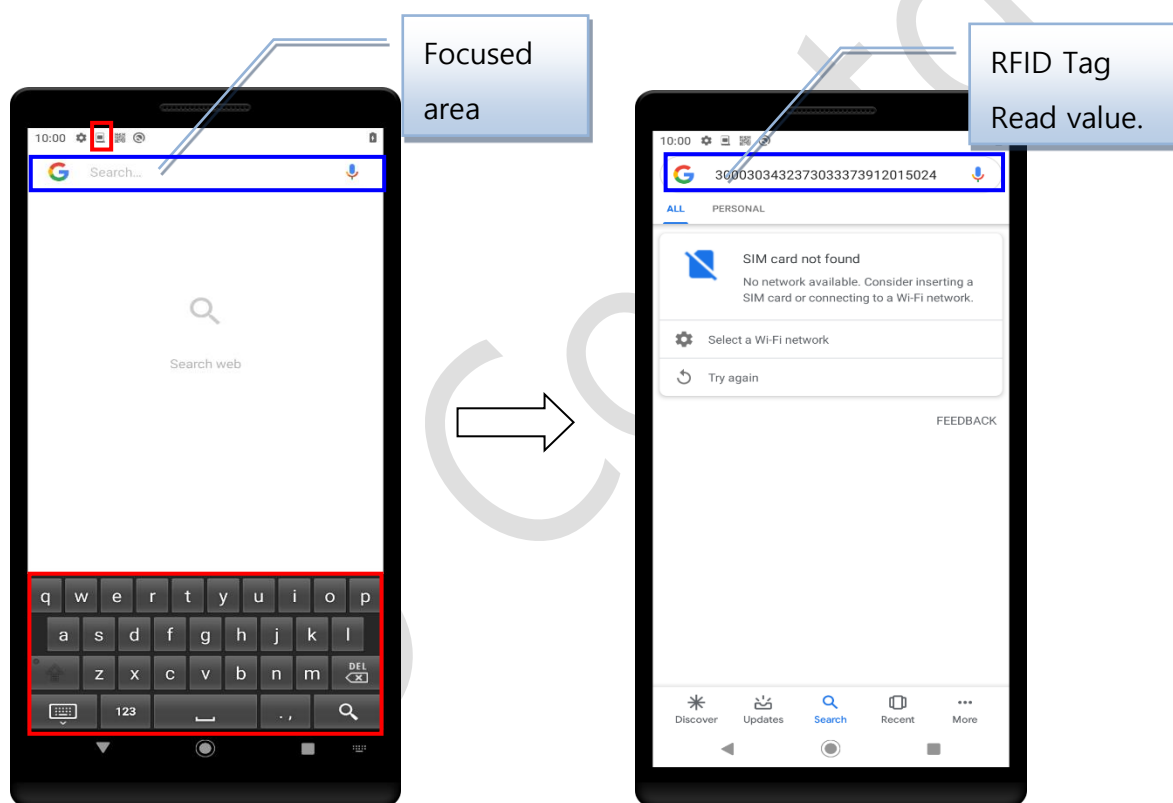 Focused
area
10:00
Search...
Search web
q w e r t y u i o p
a s d f g h j k l
z x c v b n m DEL
123 . ,
RFID Tag
Read value.
10:00
3000303432373033373912015024
ALL PERSONAL
SIM card not found
No network available. Consider inserting a
SIM card or connecting to a Wi-Fi network.
Select a Wi-Fi network
Try again
FEEDBACK
Discover Updates Search Recent More